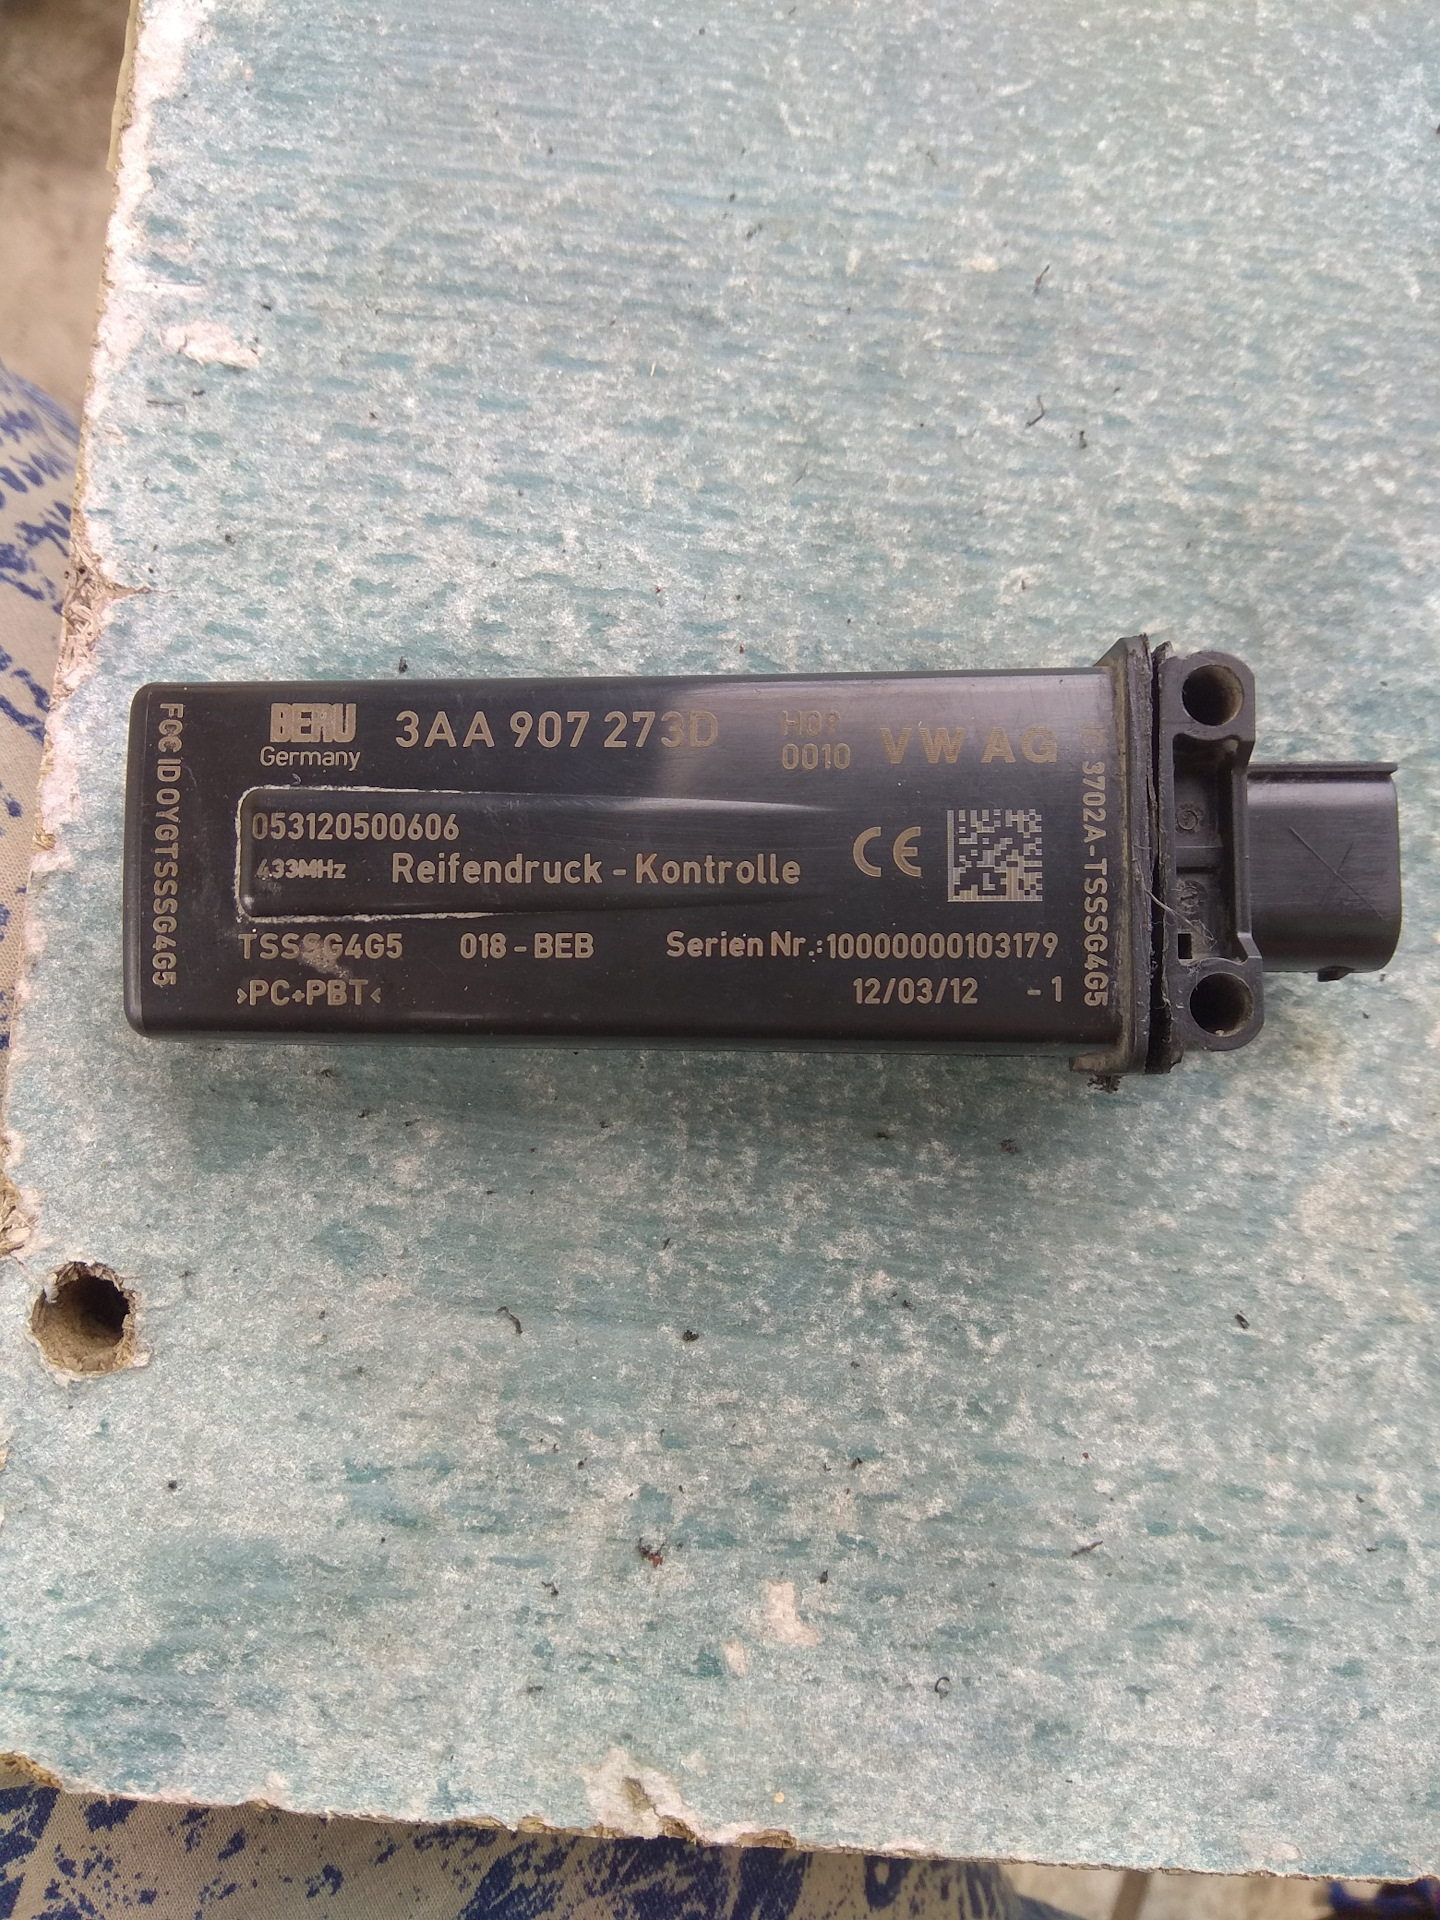 BERU
Germany
3AA 907 273D
HDR
0010
VW AG
053120500606
433MHz
Reifendruck - Kontrolle
CE
TSSSG4G5
018 - BEB
Serien Nr.:10000000103179
>PC+PBT<
12/03/12
- 1
FCC ID OYGTSSSG4G5
3702A-TSSSG4G5